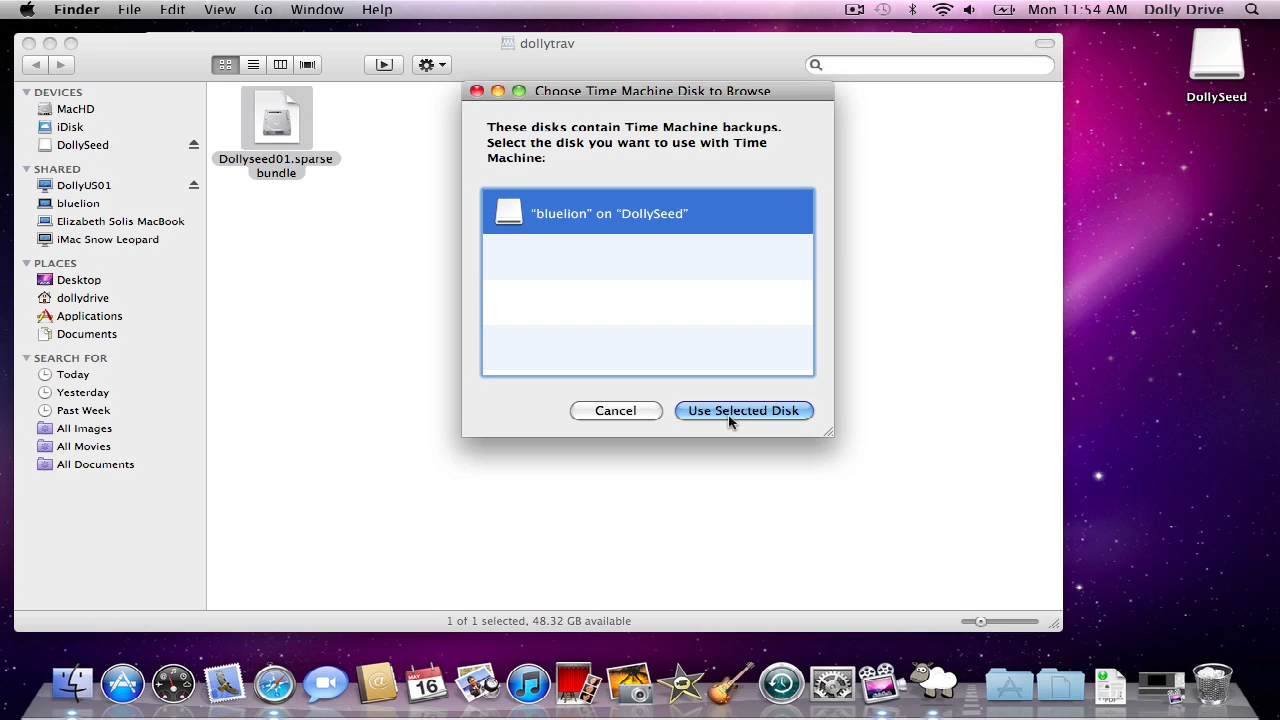 Finder File Edit View Go Window Help Mon 11:54 AM Dolly Drive
dollytrav
DEVICES
MacHD
iDisk
DollySeed
SHARED
DollyUS01
bluelion
Elizabeth Solis MacBook
iMac Snow Leopard
PLACES
Desktop
dollydrive
Applications
Documents
SEARCH FOR
Today
Yesterday
Past Week
All Images
All Movies
All Documents
Dollyseed01.sparse
bundle
Choose Time Machine Disk to Browse
These disks contain Time Machine backups.
Select the disk you want to use with Time
Machine:
“bluelion” on “DollySeed”
Cancel Use Selected Disk
1 of 1 selected, 48.32 GB available
DollySeed
MAY
16
PDF